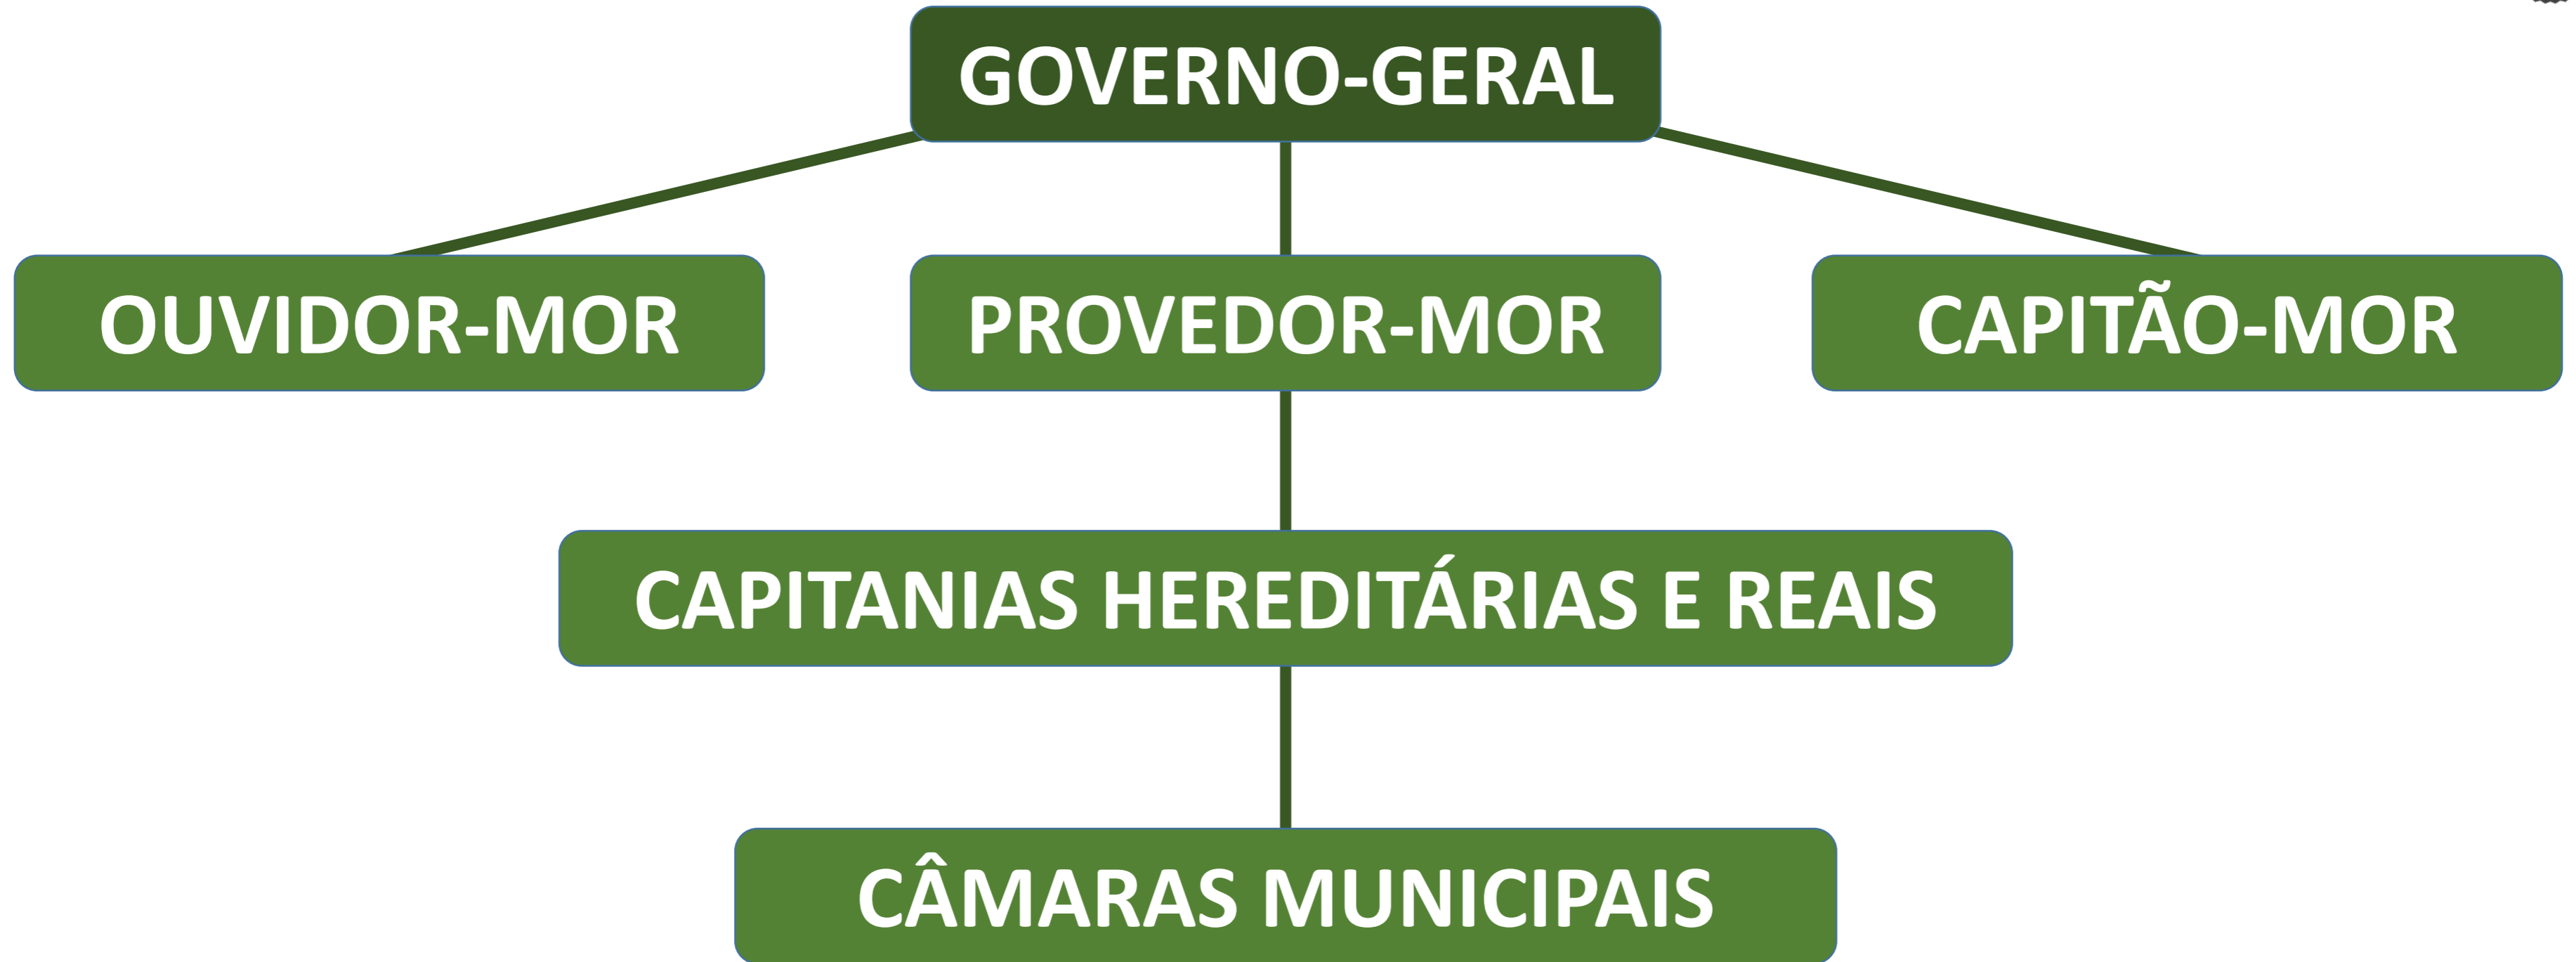 GOVERNO-GERAL
OUVIDOR-MOR
PROVEDOR-MOR
CAPITÃO-MOR
CAPITANIAS HEREDITÁRIAS E REAIS
CÂMARAS MUNICIPAIS